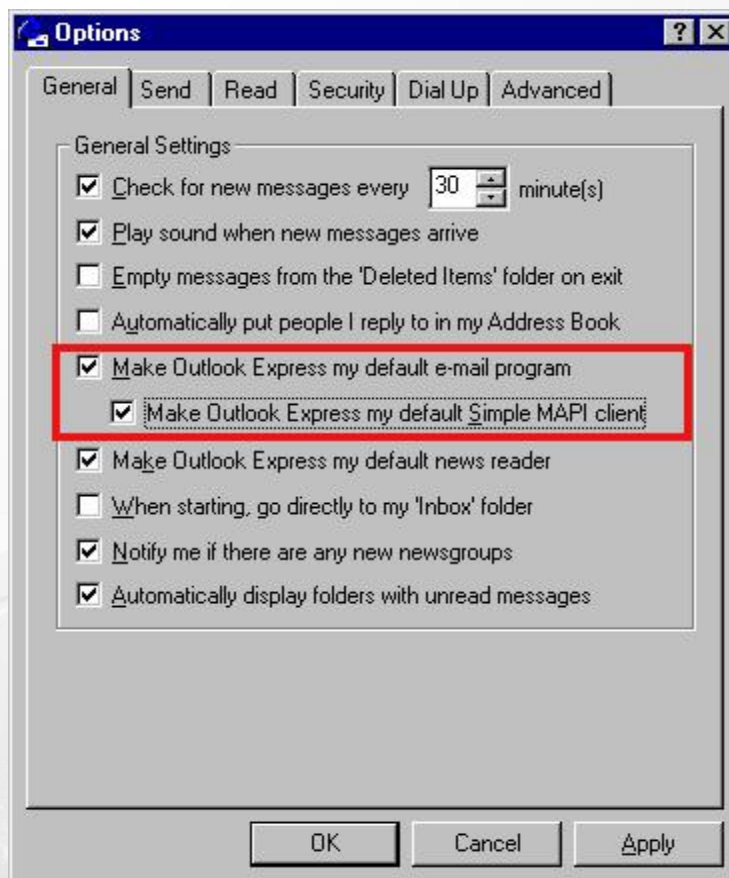 Options
General Send Read Security Dial Up Advanced
General Settings
Check for new messages every 30 minute(s)
Play sound when new messages arrive
Empty messages from the 'Deleted Items' folder on exit
Automatically put people I reply to in my Address Book
Make Outlook Express my default e-mail program
Make Outlook Express my default Simple MAPI client
Make Outlook Express my default news reader
When starting, go directly to my 'Inbox' folder
Notify me if there are any new newsgroups
Automatically display folders with unread messages
OK Cancel Apply